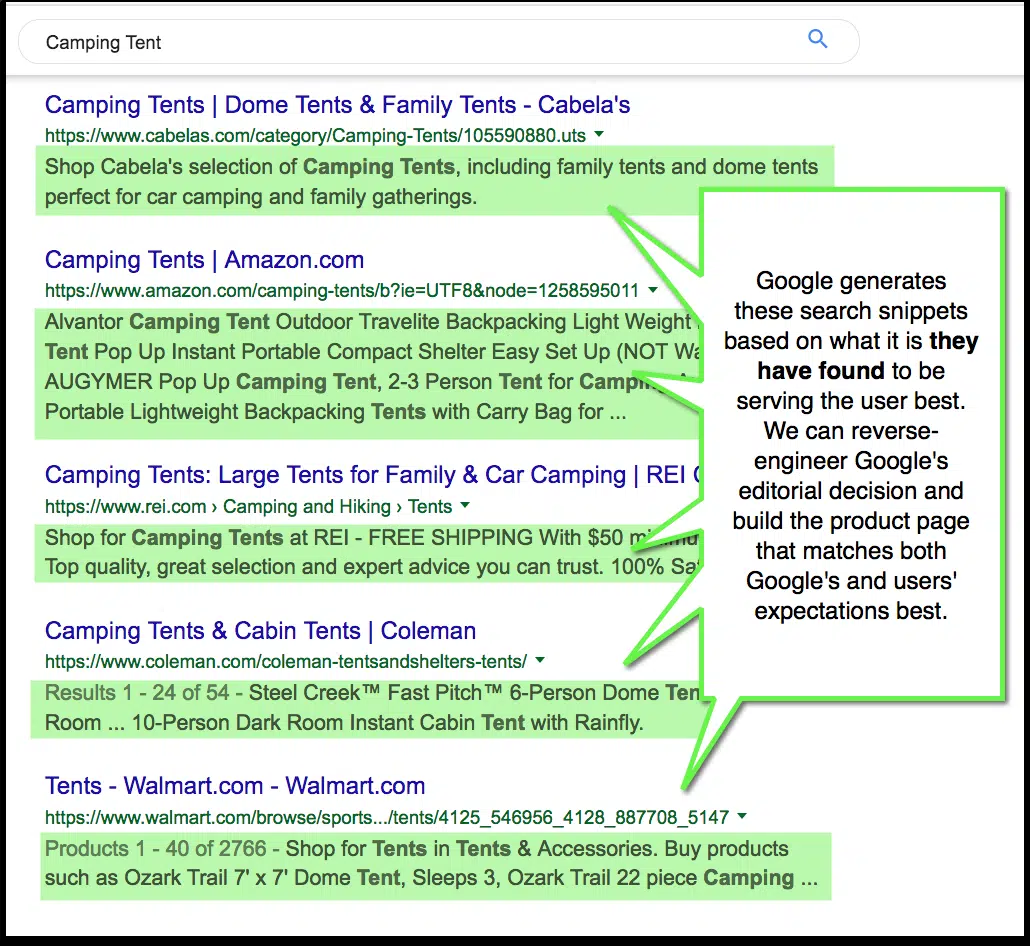 Camping Tent
Camping Tents | Dome Tents & Family Tents - Cabela's
https://www.cabelas.com/category/Camping-Tents/105590880.uts
Shop Cabela's selection of Camping Tents, including family tents and dome tents
perfect for car camping and family gatherings.
Camping Tents | Amazon.com
https://www.amazon.com/camping-tents/b?ie=UTF8&node=1258595011
Alvantor Camping Tent Outdoor Travelite Backpacking Light Weight
Tent Pop Up Instant Portable Compact Shelter Easy Set Up (NOT
AUGYMER Pop Up Camping Tent, 2-3 Person Tent for
Portable Lightweight Backpacking Tents with Carry Bag for ...
Camping Tents: Large Tents for Family & Car Camping | REI
https://www.rei.com › Camping and Hiking › Tents
Shop for Camping Tents at REI - FREE SHIPPING With $50
Top quality, great selection and expert advice you can trust. 100%
Camping Tents & Cabin Tents | Coleman
https://www.coleman.com/coleman-tentsandshelters-tents/
Results 1 - 24 of 54 - Steel Creek™ Fast Pitch™ 6-Person Dome
Room ... 10-Person Dark Room Instant Cabin Tent with Rainfly.
Tents - Walmart.com - Walmart.com
https://www.walmart.com/browse/sports.../tents/4125_546956_4128_887708_5147
Products 1 - 40 of 2766 - Shop for Tents in Tents & Accessories. Buy products
such as Ozark Trail 7' x 7' Dome Tent, Sleeps 3, Ozark Trail 22 piece Camping ...
Google generates
these search snippets
based on what it is they
have found to be
serving the user best.
We can reverse-
engineer Google's
editorial decision and
build the product page
that matches both
Google's and users'
expectations best.